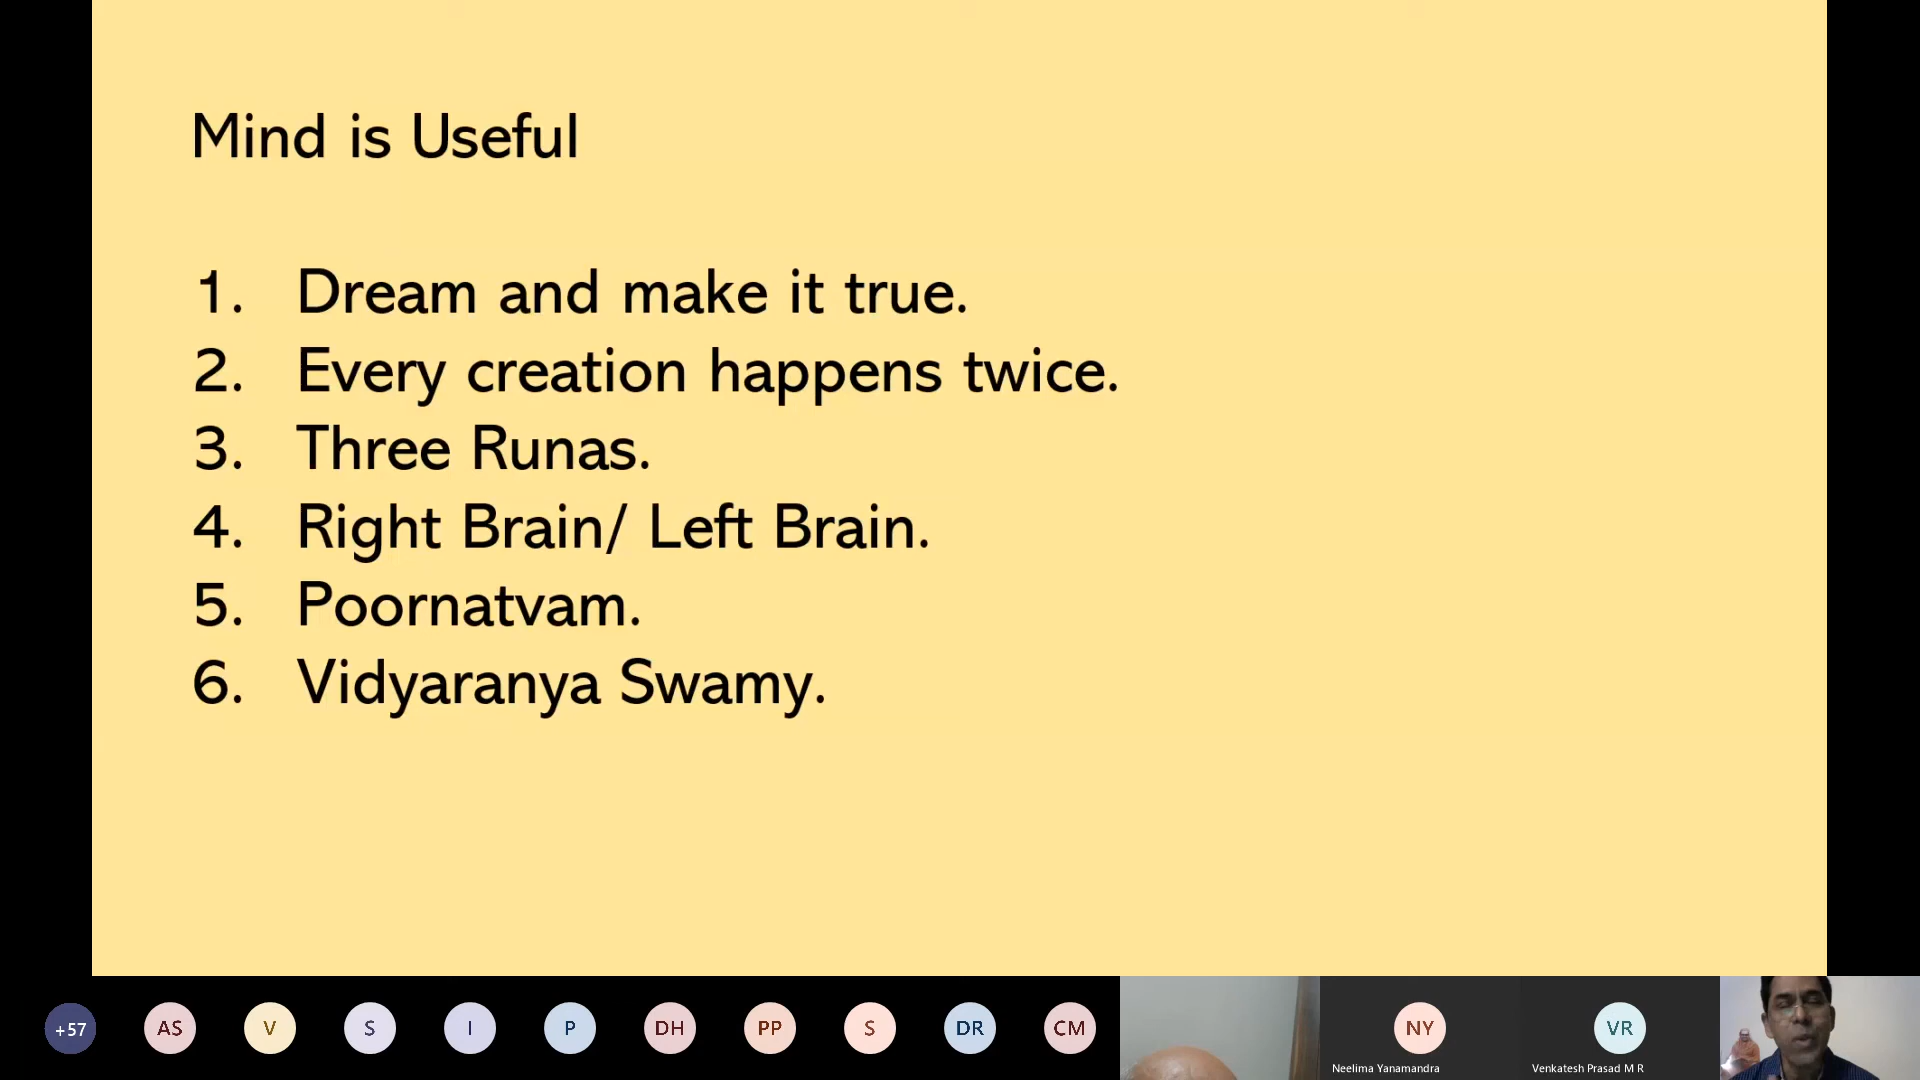 Mind is Useful
1. Dream and make it true.
2. Every creation happens twice.
3. Three Runas.
4. Right Brain/ Left Brain.
5. Poornatvam.
6. Vidyaranya Swamy.
+57
AS
V
S
I
P
DH
PP
S
DR
CM
NY
VR
Neelima Yanamandra
Venkatesh Prasad M R